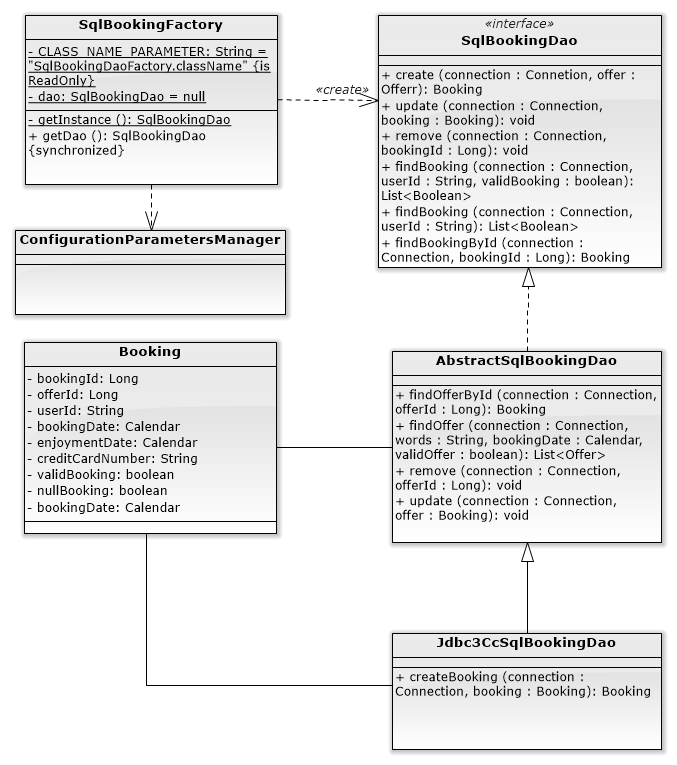 SqlBookingFactory
- CLASS_NAME_PARAMETER: String =
"SqlBookingDaoFactory.className" {is
ReadOnly}
- dao: SqlBookingDao = null
- getInstance (): SqlBookingDao
+ getDao (): SqlBookingDao
{synchronized}
«create»
«interface»
SqlBookingDao
+ create (connection : Connetion, offer :
Offerr): Booking
+ update (connection : Connection,
booking : Booking): void
+ remove (connection : Connection,
bookingId : Long): void
+ findBooking (connection : Connection,
userId : String, validBooking : boolean):
List<Boolean>
+ findBooking (connection : Connection,
userId : String): List<Boolean>
+ findBookingById (connection :
Connection, bookingId : Long): Booking
ConfigurationParametersManager
Booking
- bookingId: Long
- offerId: Long
- userId: String
- bookingDate: Calendar
- enjoymentDate: Calendar
- creditCardNumber: String
- validBooking: boolean
- nullBooking: boolean
- bookingDate: Calendar
AbstractSqlBookingDao
+ findOfferById (connection : Connection,
offerId : Long): Booking
+ findOffer (connection : Connection,
words : String, bookingDate : Calendar,
validOffer : boolean): List<Offer>
+ remove (connection : Connection,
offerId : Long): void
+ update (connection : Connection,
offer : Booking): void
Jdbc3CcSqlBookingDao
+ createBooking (connection :
Connection, booking : Booking): Booking